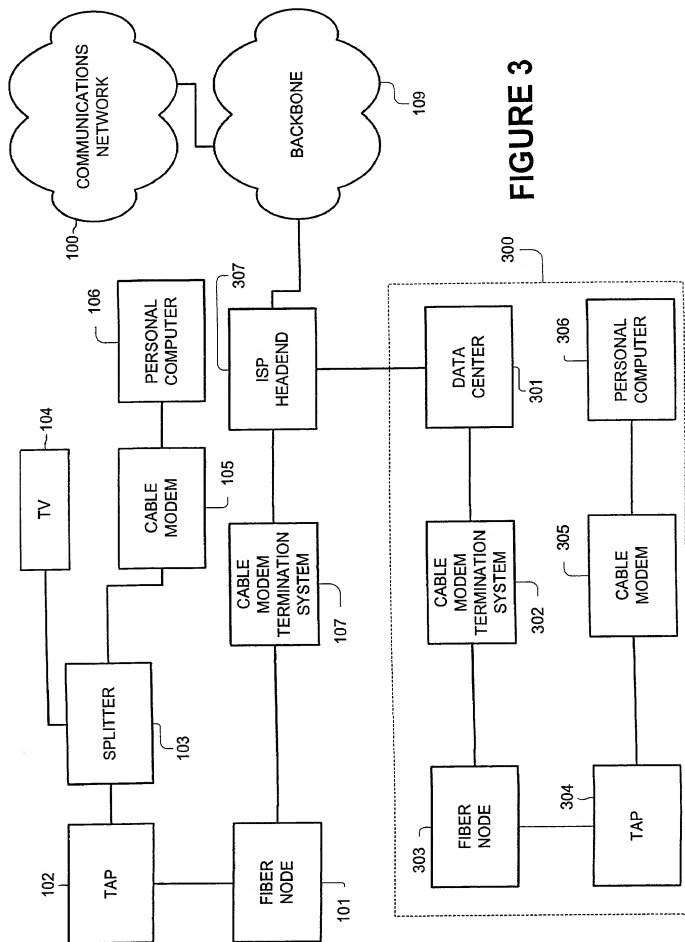 COMMUNICATIONS
NETWORK
100
BACKBONE
109
FIGURE 3
104
TV
106
PERSONAL
COMPUTER
CABLE
MODEM
105
SPLITTER
103
102
TAP
307
ISP
HEADEND
CABLE
MODEM
TERMINATION
SYSTEM
107
FIBER
NODE
101
300
DATA
CENTER
301
CABLE
MODEM
TERMINATION
SYSTEM
302
303
FIBER
NODE
306
PERSONAL
COMPUTER
305
CABLE
MODEM
304
TAP